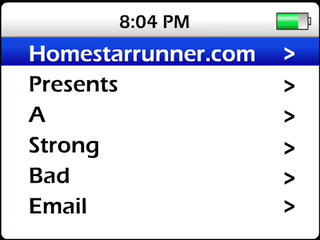 8:04 PM
Homestarrunner.com >
Presents >
A >
Strong >
Bad >
Email >